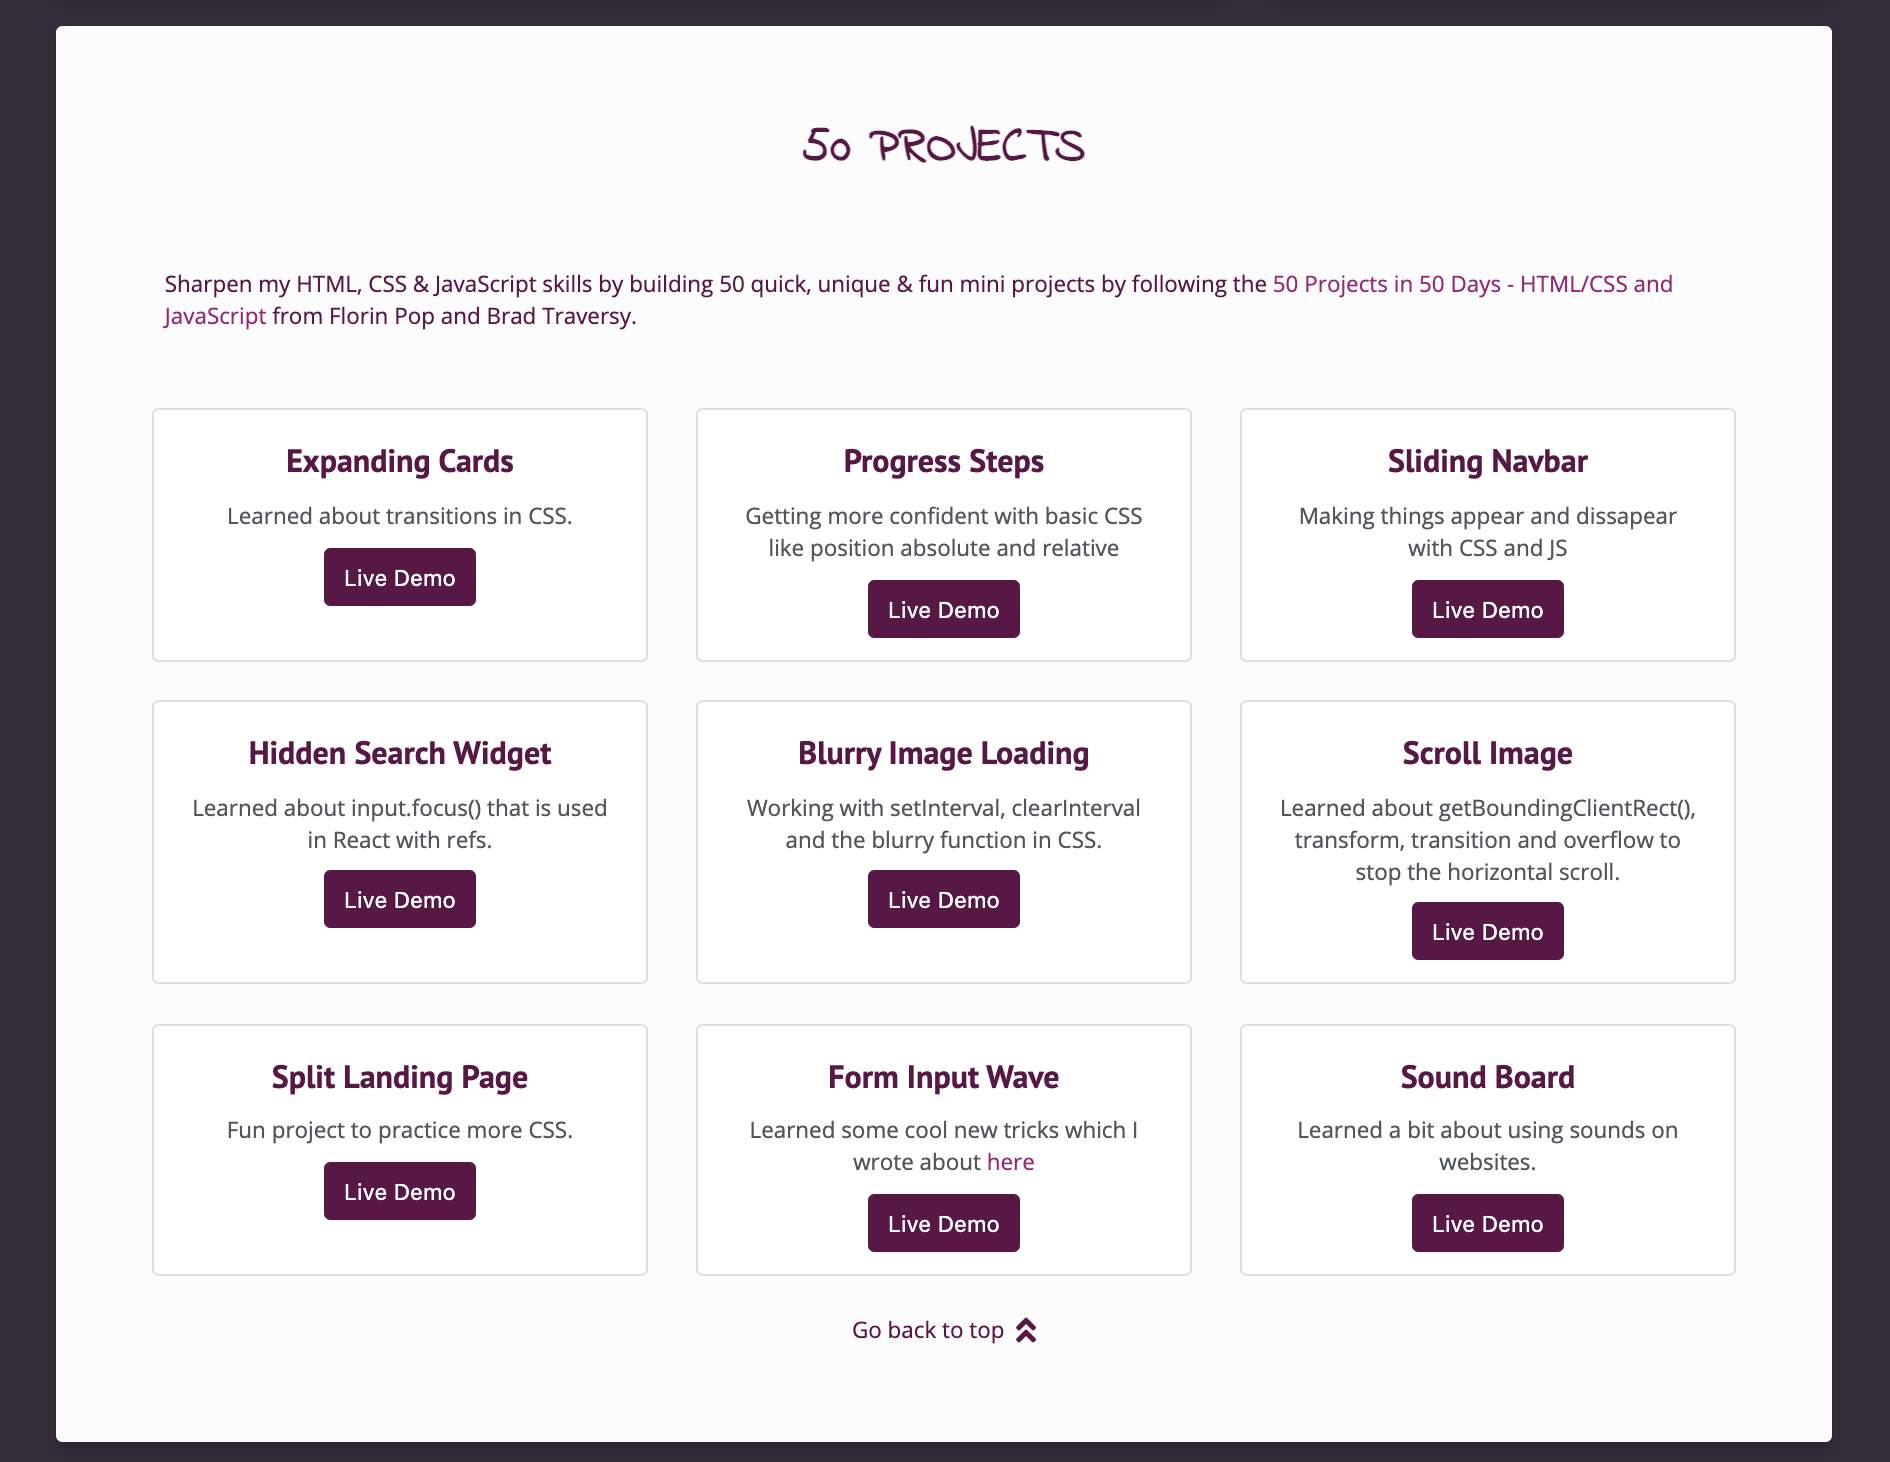 50 PROJECTS
Sharpen my HTML, CSS & JavaScript skills by building 50 quick, unique & fun mini projects by following the 50 Projects in 50 Days - HTML/CSS and
JavaScript from Florin Pop and Brad Traversy.
Expanding Cards
Learned about transitions in CSS.
Live Demo
Progress Steps
Getting more confident with basic CSS
like position absolute and relative
Live Demo
Sliding Navbar
Making things appear and dissapear
with CSS and JS
Live Demo
Hidden Search Widget
Learned about input.focus() that is used
in React with refs.
Live Demo
Blurry Image Loading
Working with setInterval, clearInterval
and the blurry function in CSS.
Live Demo
Scroll Image
Learned about getBoundingClientRect(),
transform, transition and overflow to
stop the horizontal scroll.
Live Demo
Split Landing Page
Fun project to practice more CSS.
Live Demo
Form Input Wave
Learned some cool new tricks which I
wrote about here
Live Demo
Sound Board
Learned a bit about using sounds on
websites.
Live Demo
Go back to top